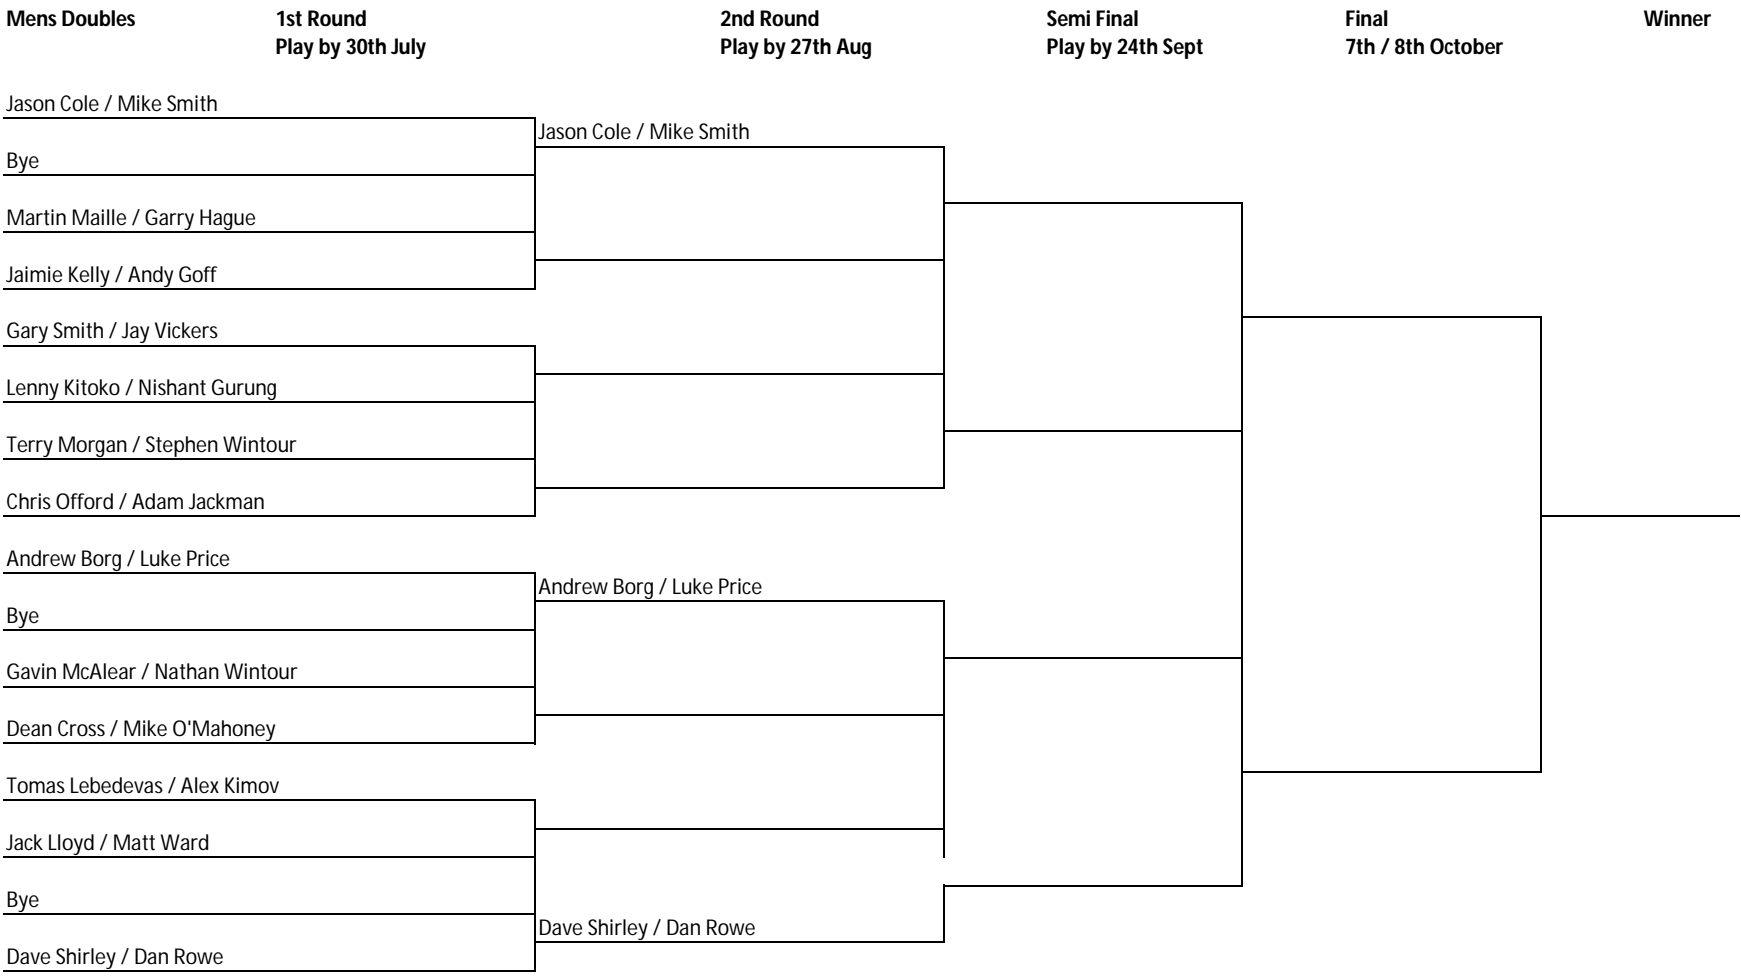 Mens Doubles 1st Round 2nd Round Semi Final Final Winner
Play by 30th July Play by 27th Aug Play by 24th Sept 7th / 8th October
Jason Cole / Mike Smith
Jason Cole / Mike Smith
Bye
Martin Maille / Garry Hague
Jaimie Kelly / Andy Goff
Gary Smith / Jay Vickers
Lenny Kitoko / Nishant Gurung
Terry Morgan / Stephen Wintour
Chris Offord / Adam Jackman
Andrew Borg / Luke Price
Andrew Borg / Luke Price
Bye
Gavin McAlear / Nathan Wintour
Dean Cross / Mike O'Mahoney
Tomas Lebedevas / Alex Kimov
Jack Lloyd / Matt Ward
Bye
Dave Shirley / Dan Rowe
Dave Shirley / Dan Rowe